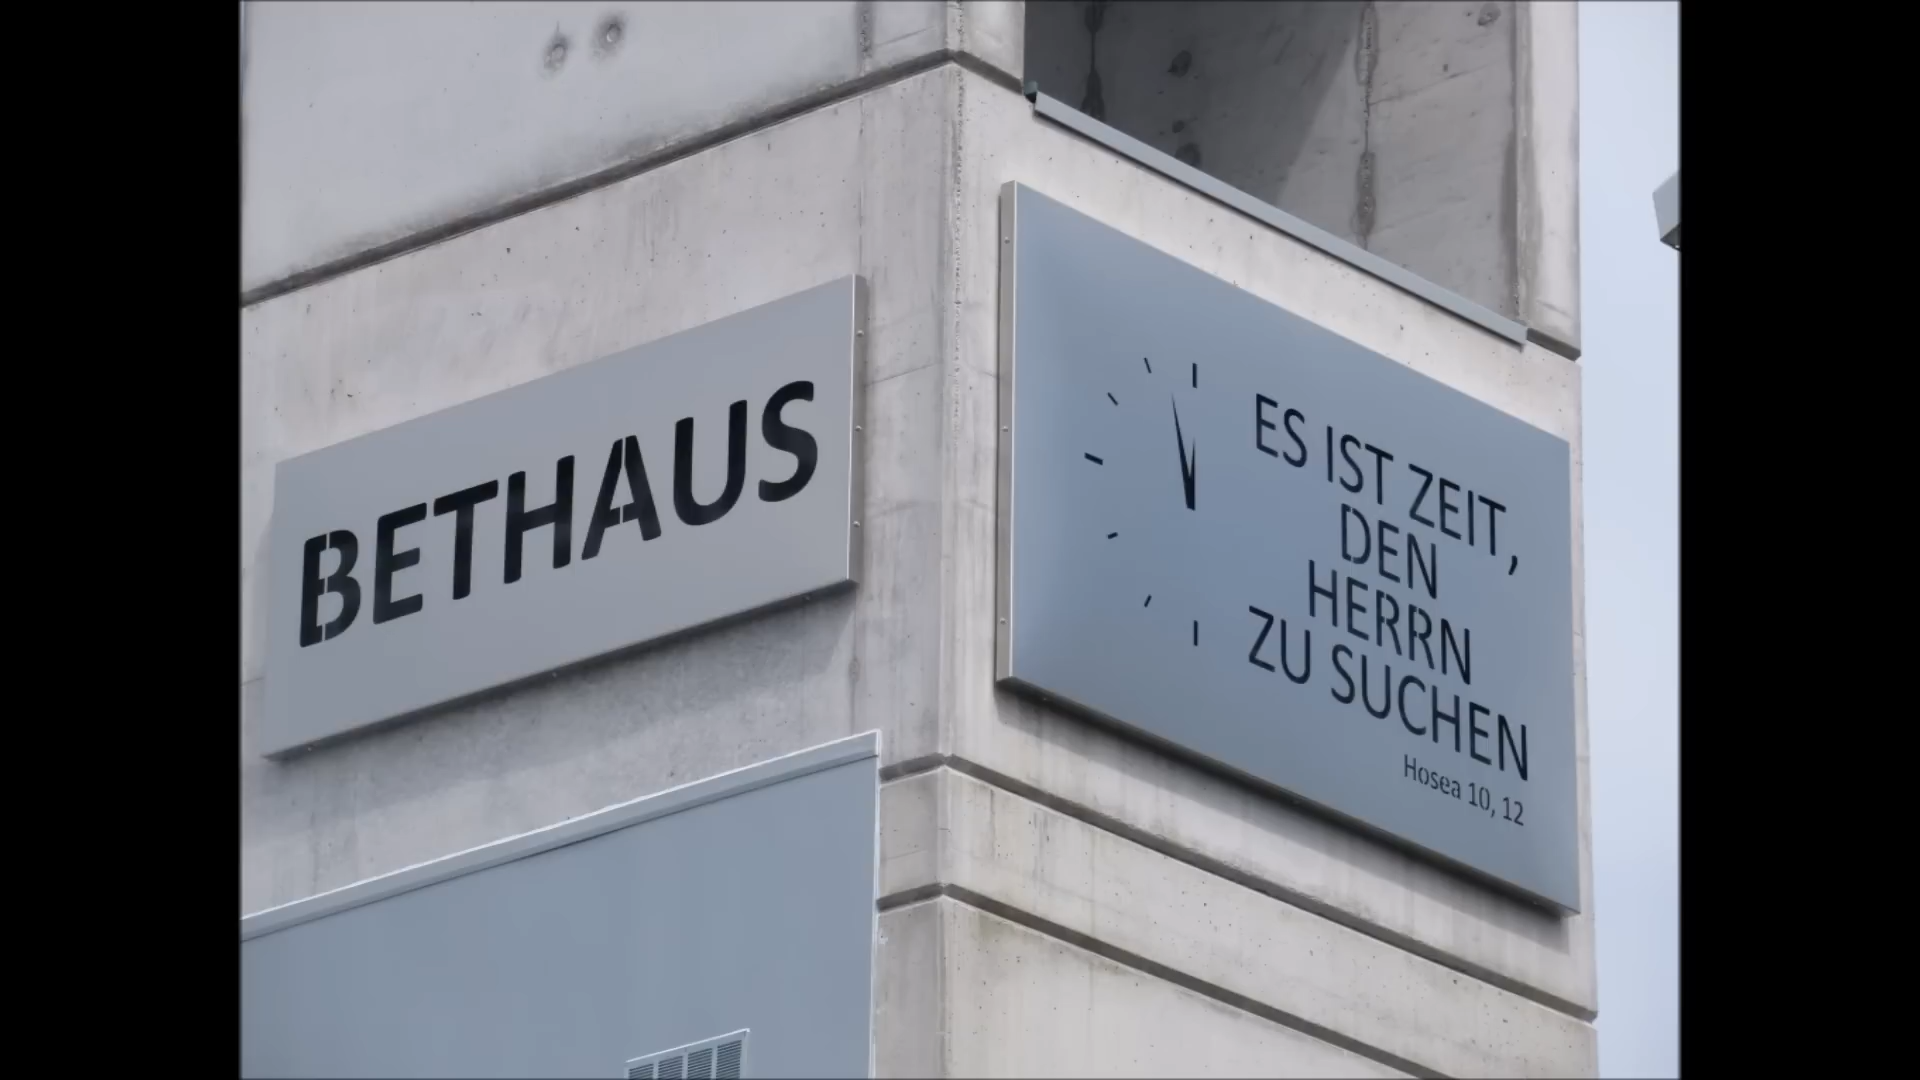 BETHAUS
ES IST ZEIT,
DEN
HERRN
ZU SUCHEN
Hosea 10, 12